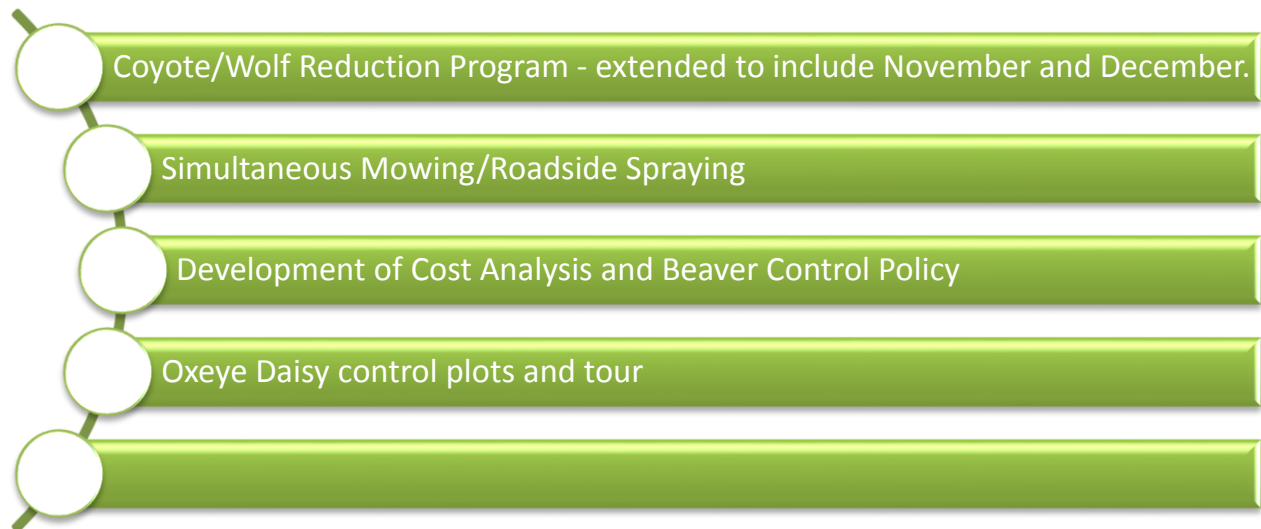 Coyote/Wolf Reduction Program - extended to include November and December.
Simultaneous Mowing/Roadside Spraying
Development of Cost Analysis and Beaver Control Policy
Oxeye Daisy control plots and tour